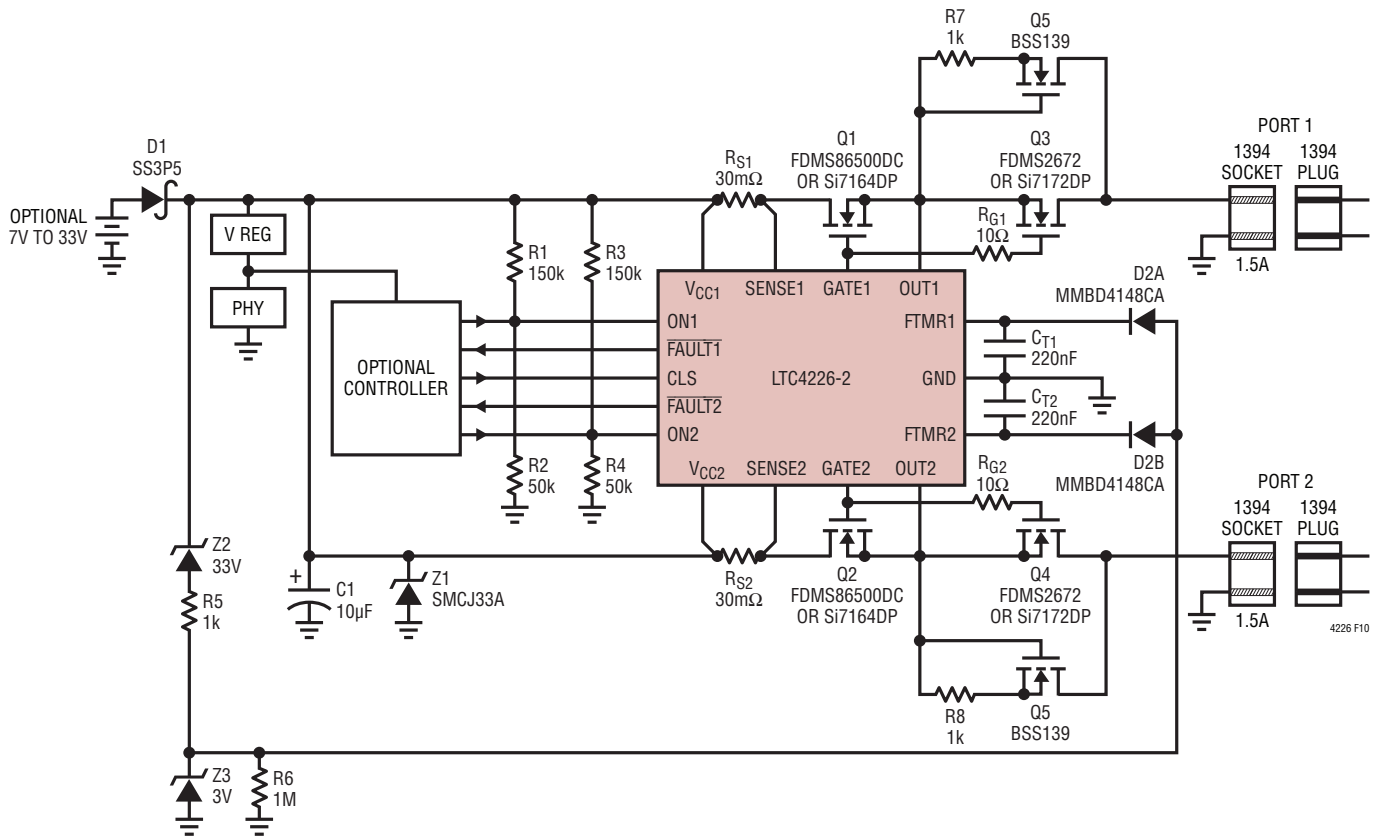 R7
1k
Q5
BSS139
D1
SS3P5
OPTIONAL
7V TO 33V
V REG
PHY
R1
150k
R3
150k
RS1
30mΩ
Q1
FDMS86500DC
OR Si7164DP
Q3
FDMS2672
OR Si7172DP
RG1
10Ω
PORT 1
1394
SOCKET
1394
PLUG
1.5A
D2A
MMBD4148CA
OPTIONAL
CONTROLLER
VCC1
SENSE1
GATE1
OUT1
ON1
FAULT1
CLS
FAULT2
ON2
LTC4226-2
FTMR1
GND
FTMR2
VCC2
SENSE2
GATE2
OUT2
CT1
220nF
CT2
220nF
D2B
MMBD4148CA
R2
50k
R4
50k
RG2
10Ω
PORT 2
1394
SOCKET
1394
PLUG
1.5A
Z2
33V
R5
1k
+
C1
10µF
Z1
SMCJ33A
RS2
30mΩ
Q2
FDMS86500DC
OR Si7164DP
Q4
FDMS2672
OR Si7172DP
4226 F10
R8
1k
Q5
BSS139
Z3
3V
R6
1M